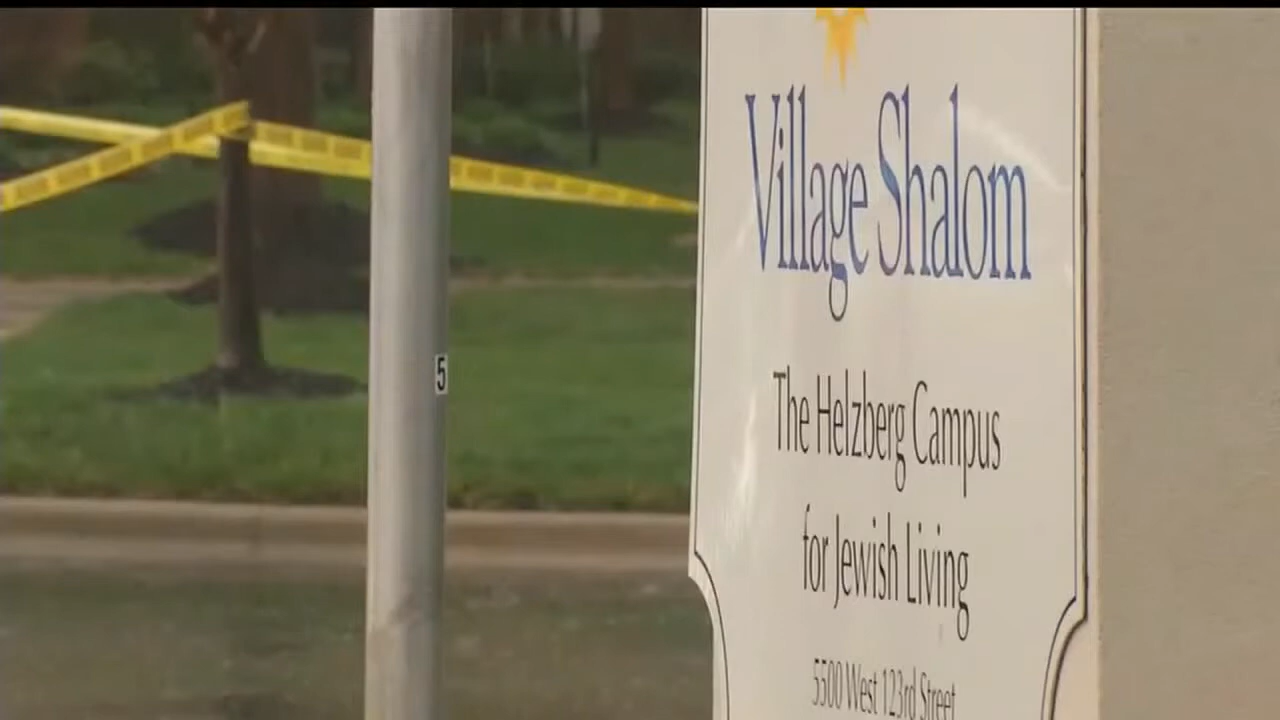 Village Shalom
The Helzberg Campus
for Jewish Living
5500 West 123rd Street
5